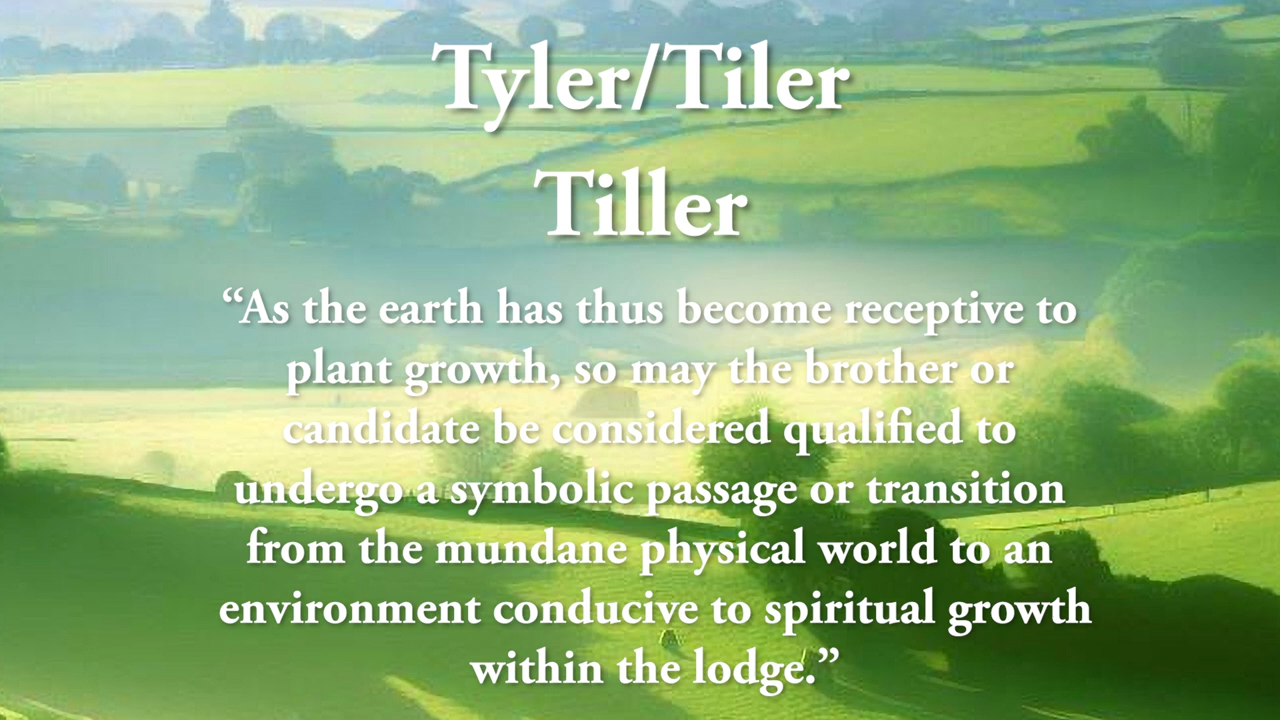 Tyler/Tiler
Tiller
“As the earth has thus become receptive to
plant growth, so may the brother or
candidate be considered qualified to
undergo a symbolic passage or transition
from the mundane physical world to an
environment conducive to spiritual growth
within the lodge.”